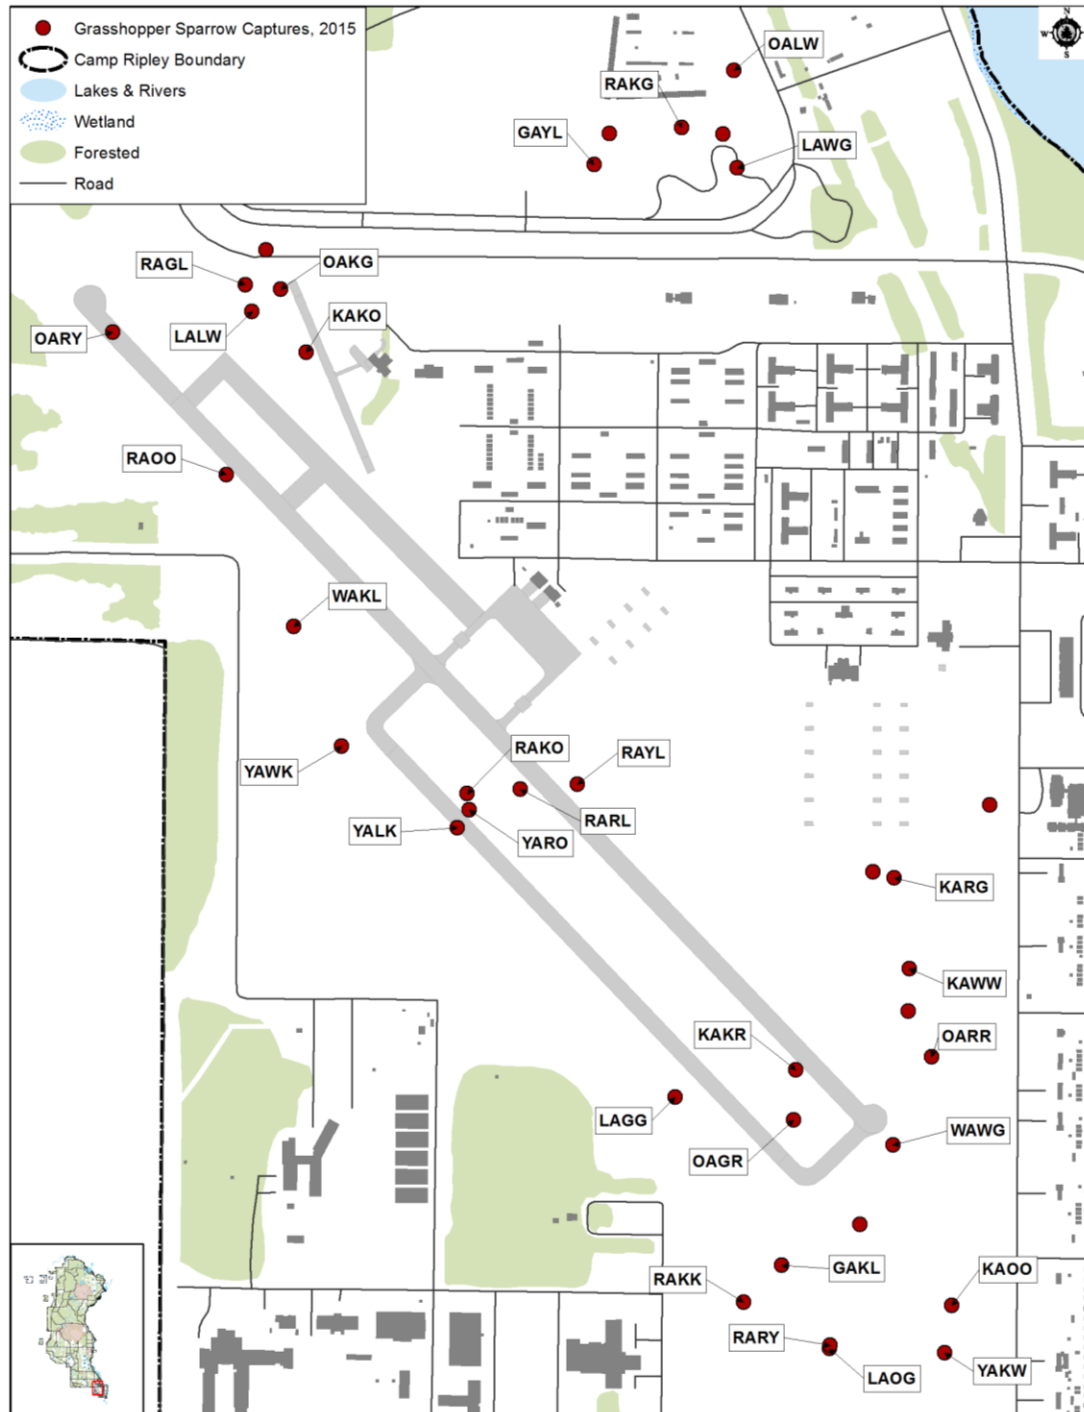 Grasshopper Sparrow Captures, 2015
Camp Ripley Boundary
Lakes & Rivers
Wetland
Forested
Road
N
W
E
S
OALW
RAKG
GAYL
LAWG
RAGL
OAKG
OARY
LALW
KAKO
RAOO
WAKL
YAWK
RAKO
RAYL
RARL
YALK
YARO
KARG
KAWW
KAKR
OARR
LAGG
WAWG
OAGR
GAKL
KAOO
RAKK
RARY
YAKW
LAOG